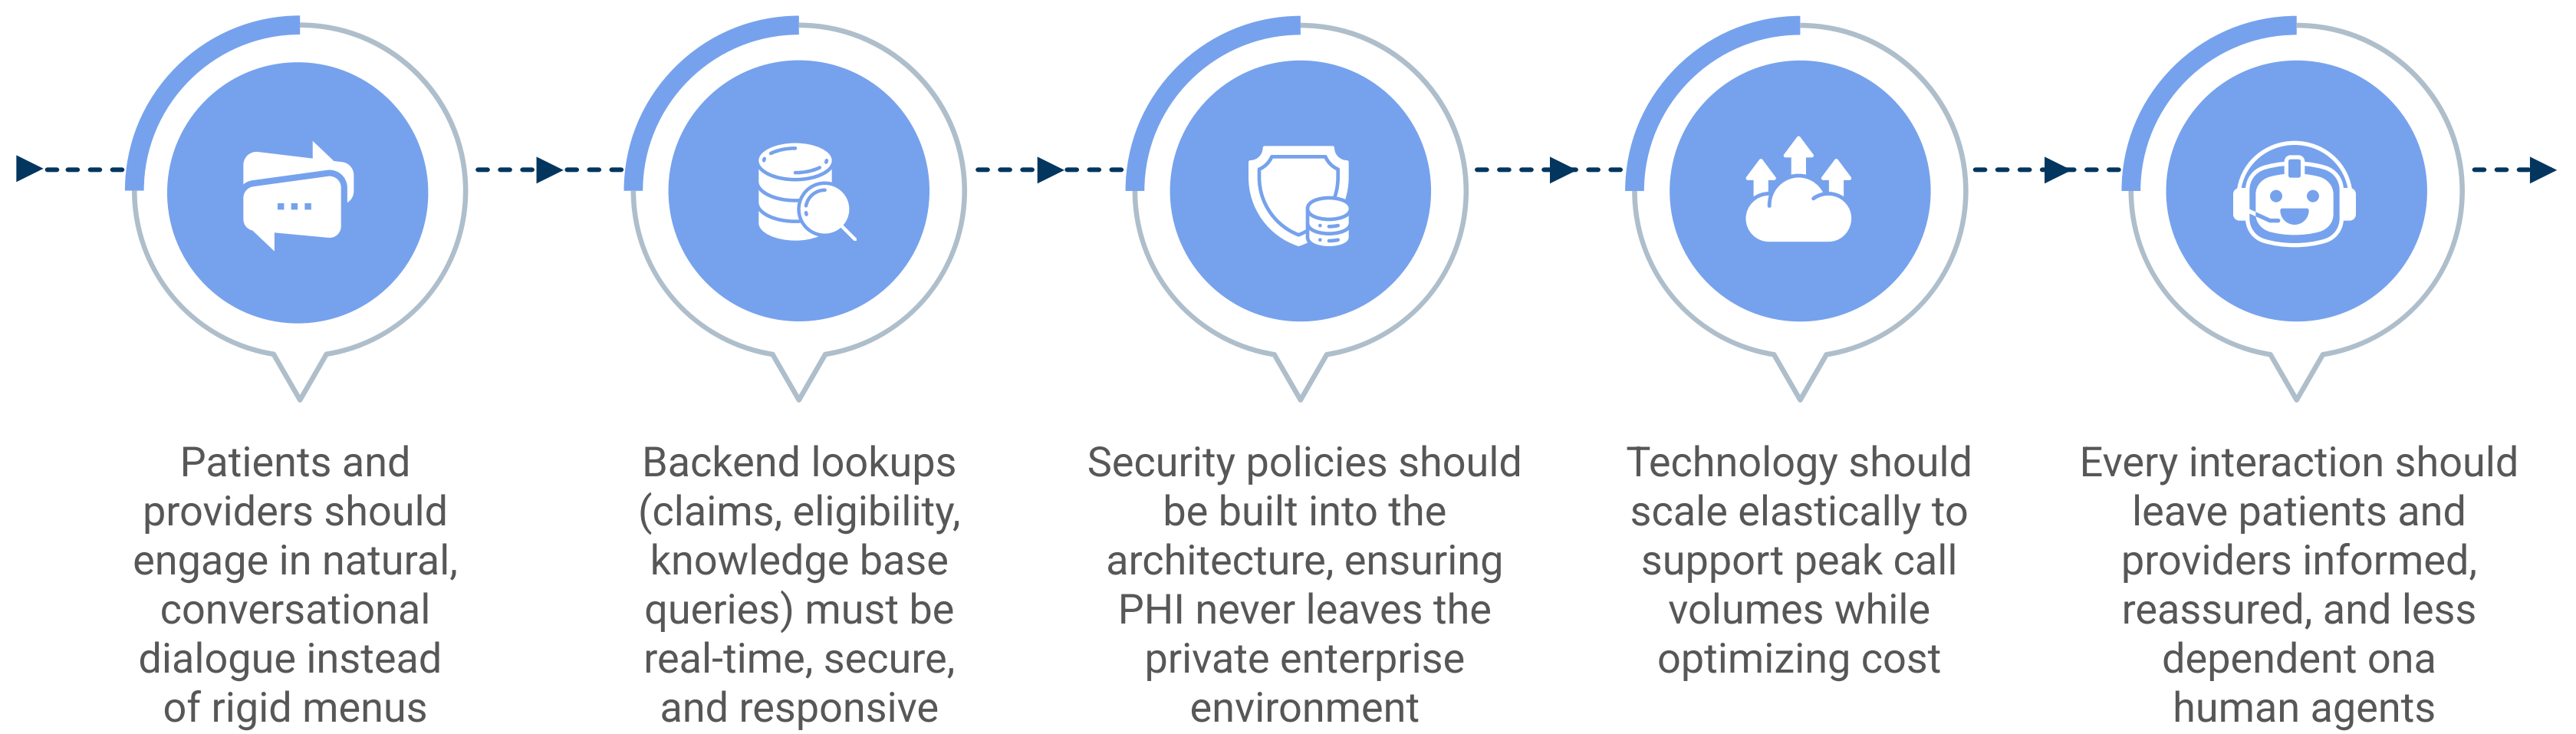 Patients and
providers should
engage in natural,
conversational
dialogue instead
of rigid menus
Backend lookups
(claims, eligibility,
knowledge base
queries) must be
real-time, secure,
and responsive
Security policies should
be built into the
architecture, ensuring
PHI never leaves the
private enterprise
environment
Technology should
scale elastically to
support peak call
volumes while
optimizing cost
Every interaction should
leave patients and
providers informed,
reassured, and less
dependent ona
human agents